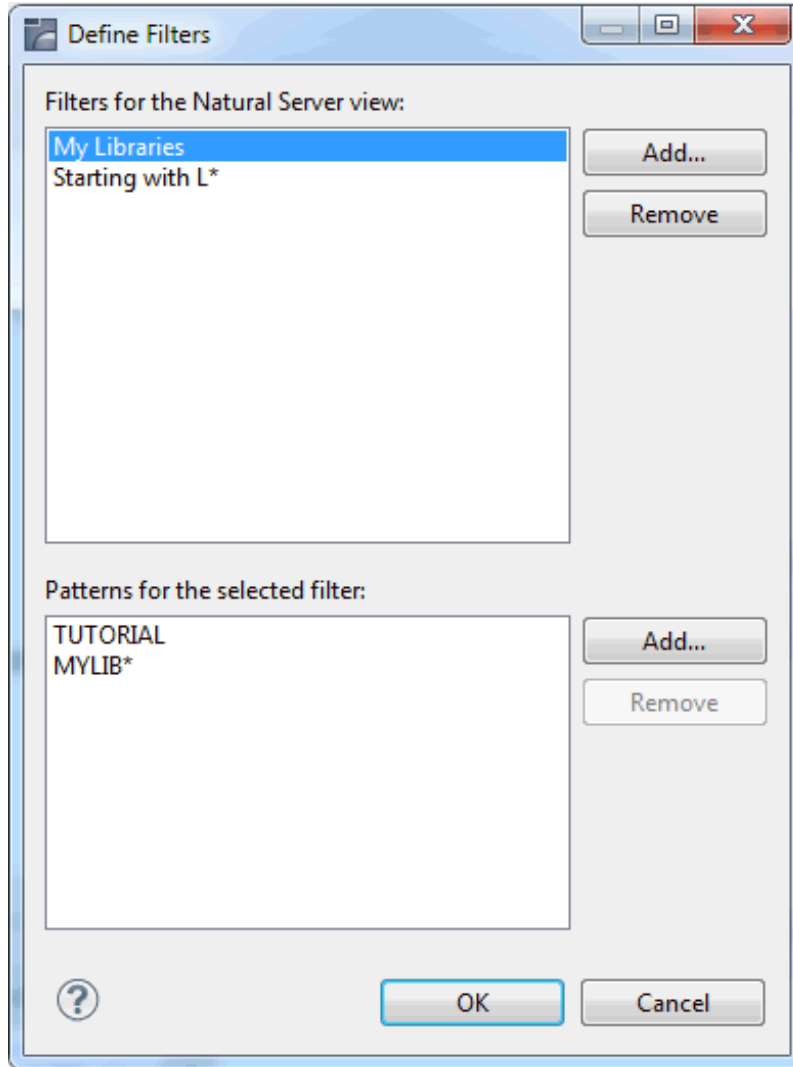 Define Filters
Filters for the Natural Server view:
My Libraries
Starting with L*
Add...
Remove
Patterns for the selected filter:
TUTORIAL
MYLIB*
Add...
Remove
?
OK
Cancel